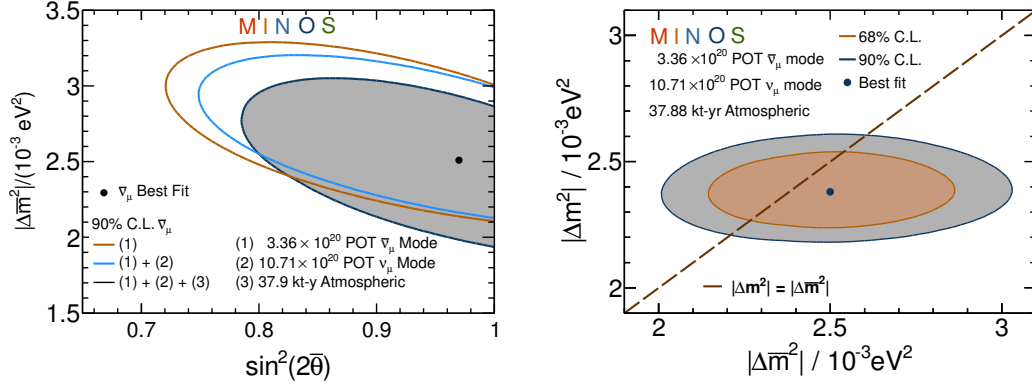 MINOS
|Δm̅²|/(10⁻³ eV²)
3.5
3.0
2.5
2.0
1.5
ν̅μ Best Fit
90% C.L. ν̅μ
(1)
(1) + (2)
(1) + (2) + (3)
(1) 3.36 × 10²⁰ POT ν̅μ Mode
(2) 10.71× 10²⁰ POT νμ Mode
(3) 37.9 kt-y Atmospheric
0.7 0.8 0.9 1
sin²(2θ̅)
MINOS
3.36 ×10²⁰ POT ν̅μ mode
10.71×10²⁰ POT νμ mode
37.88 kt-yr Atmospheric
68% C.L.
90% C.L.
Best fit
|Δm²| / 10⁻³eV²
3
2.5
2
|Δm²| = |Δm̅²|
2 2.5 3
|Δm̅²| / 10⁻³eV²